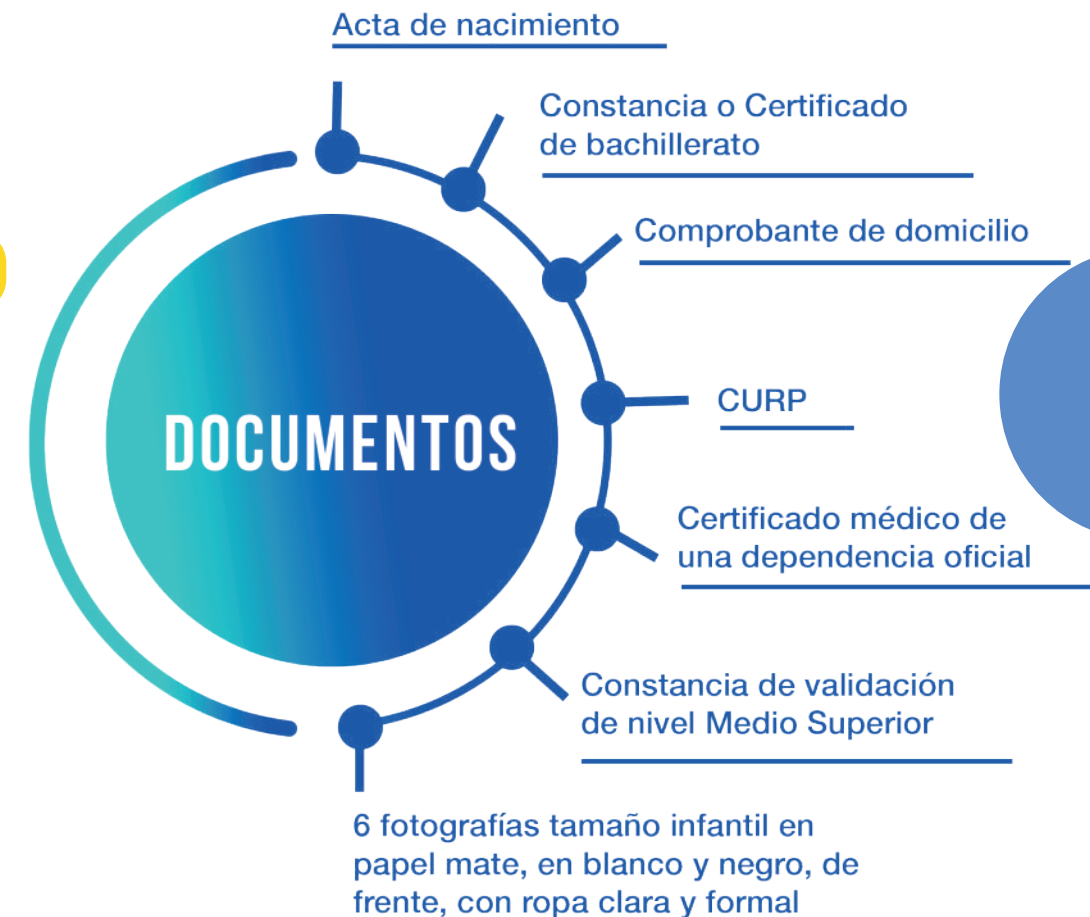 Acta de nacimiento
Constancia o Certificado
de bachillerato
Comprobante de domicilio
CURP
DOCUMENTOS
Certificado médico de
una dependencia oficial
Constancia de validación
de nivel Medio Superior
6 fotografías tamaño infantil en
papel mate, en blanco y negro, de
frente, con ropa clara y formal